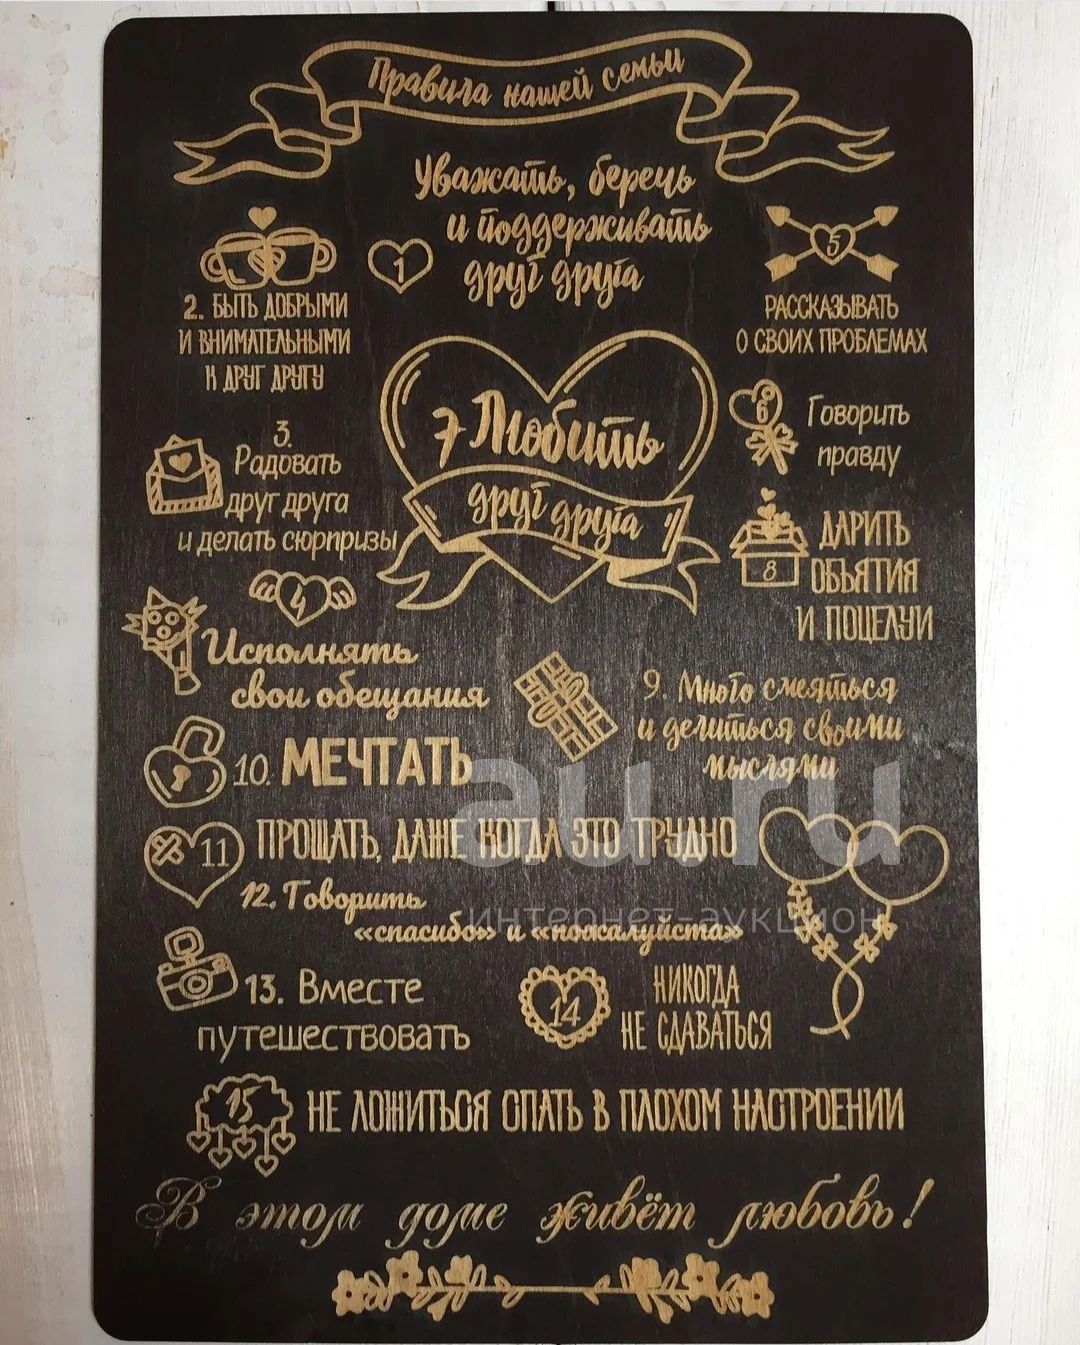 Правила нашей семьи
1
Уважать, беречь
и поддерживать
друг друга
2. БЫТЬ ДОБРЫМИ
И ВНИМАТЕЛЬНЫМИ
К ДРУГ ДРУГУ
3.
Радовать
друг друга
и делать сюрпризы
4
Исполнять
свои обещания
5
РАССКАЗЫВАТЬ
О СВОИХ ПРОБЛЕМАХ
6
Говорить
правду
7 Любить
друг друга
8
ДАРИТЬ
ОБЪЯТИЯ
И ПОЦЕЛУИ
9. Много смеяться
и делиться своими
мыслями
10. МЕЧТАТЬ
11 ПРОЩАТЬ, ДАЖЕ КОГДА ЭТО ТРУДНО
12. Говорить
«спасибо» и «пожалуйста»
13. Вместе
путешествовать
14
НИКОГДА
НЕ СДАВАТЬСЯ
15 НЕ ЛОЖИТЬСЯ СПАТЬ В ПЛОХОМ НАСТРОЕНИИ
В этом доме живёт любовь!
au.ru
интернет-аукцион